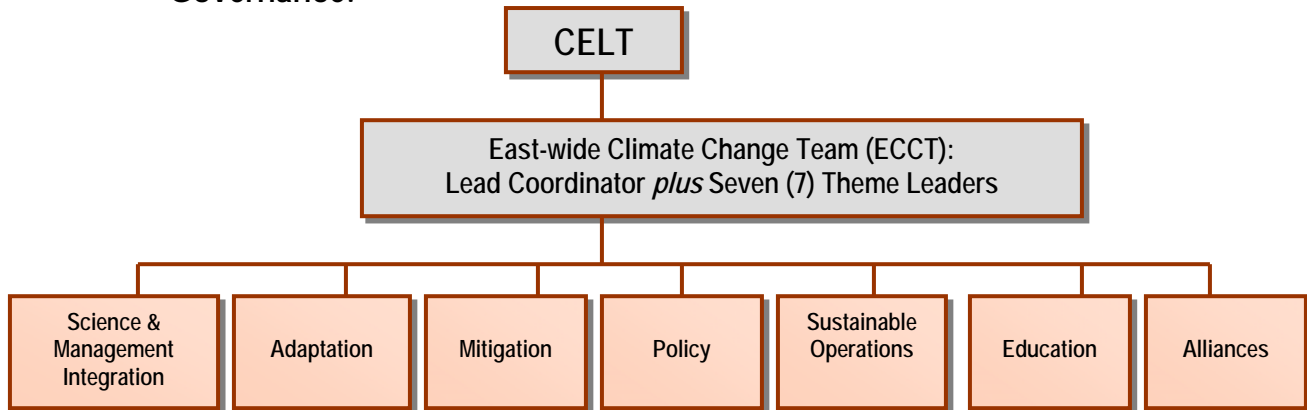 Governance:
CELT
East-wide Climate Change Team (ECCT):
Lead Coordinator plus Seven (7) Theme Leaders
Science &
Management
Integration
Adaptation
Mitigation
Policy
Sustainable
Operations
Education
Alliances